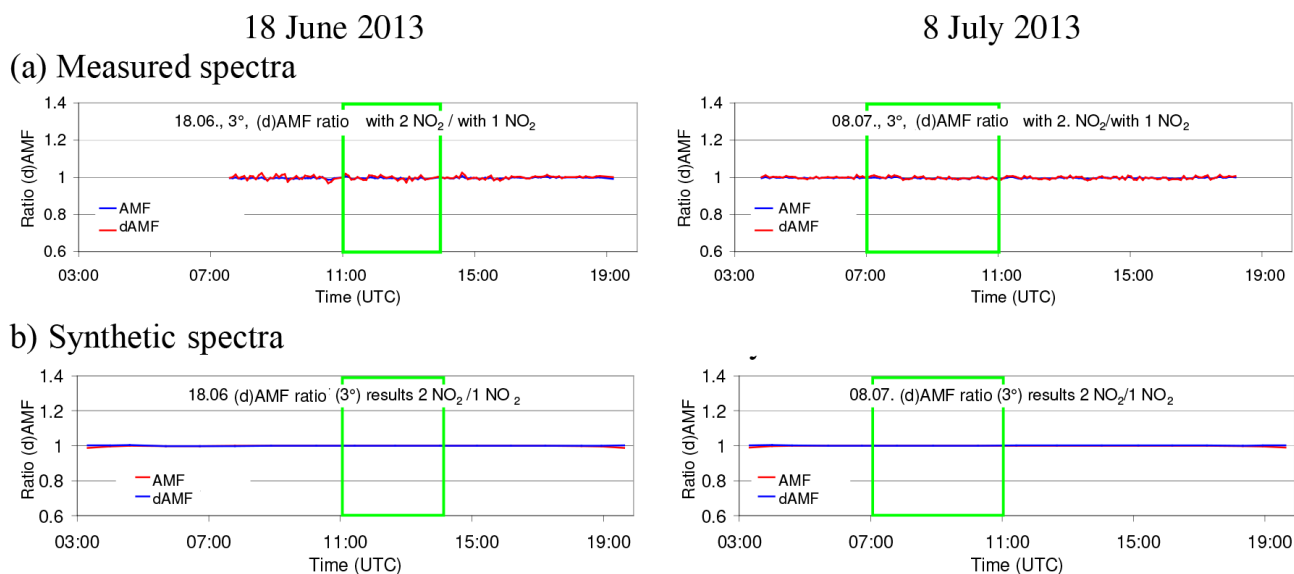 18 June 2013
8 July 2013
(a) Measured spectra
1.4
1.2
1
0.8
0.6
Ratio (d)AMF
18.06., 3°, (d)AMF ratio with 2 NO₂ / with 1 NO₂
AMF
dAMF
03:00 07:00 11:00 15:00 19:00
Time (UTC)
1.4
1.2
1
0.8
0.6
Ratio (d)AMF
08.07., 3°, (d)AMF ratio with 2. NO₂/with 1 NO₂
AMF
dAMF
03:00 07:00 11:00 15:00 19:00
Time (UTC)
b) Synthetic spectra
1.4
1.2
1
0.8
0.6
Ratio (d)AMF
18.06 (d)AMF ratio (3°) results 2 NO₂/1 NO₂
AMF
dAMF
03:00 07:00 11:00 15:00 19:00
Time (UTC)
1.4
1.2
1
0.8
0.6
Ratio (d)AMF
08.07. (d)AMF ratio (3°) results 2 NO₂/1 NO₂
AMF
dAMF
03:00 07:00 11:00 15:00 19:00
Time (UTC)